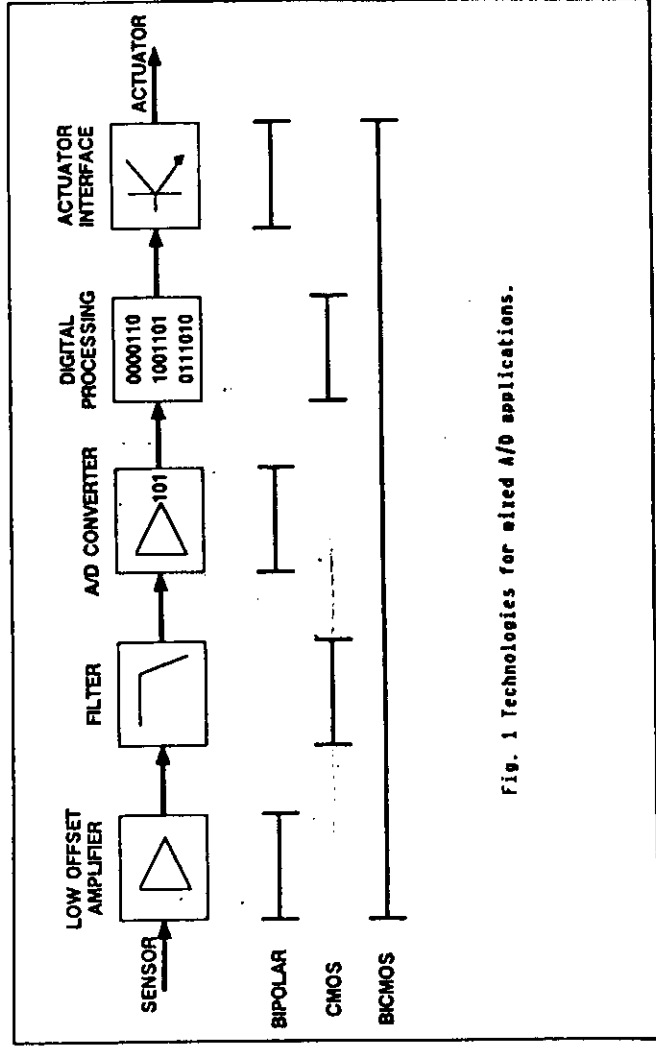 LOW OFFSET
AMPLIFIER
FILTER
A/D CONVERTER
DIGITAL
PROCESSING
ACTUATOR
INTERFACE
SENSOR
101
0000110
1001101
0111010
ACTUATOR
BIPOLAR
CMOS
BICMOS
Fig. 1 Technologies for mixed A/D applications.